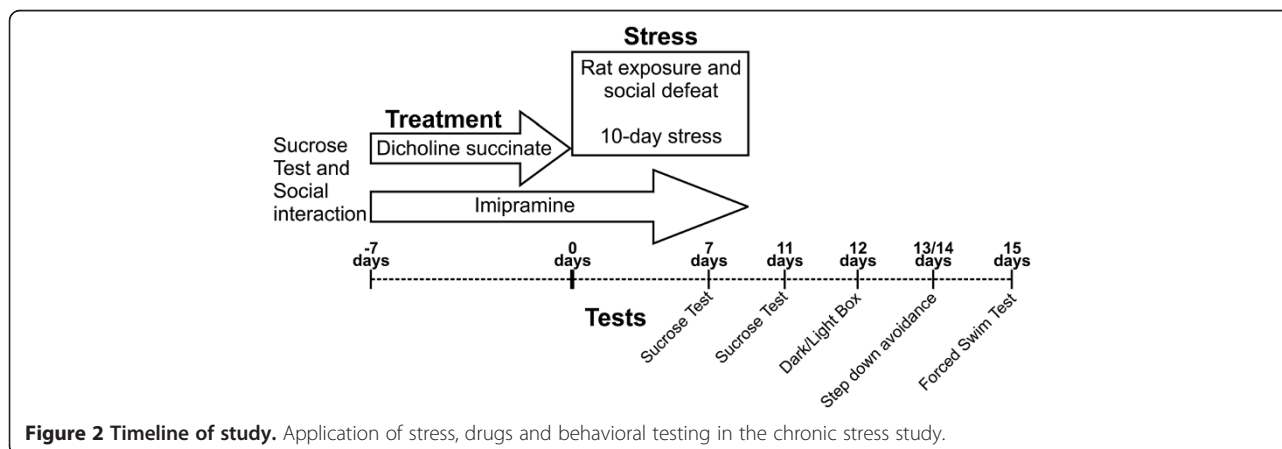 Stress
Rat exposure and
social defeat
10-day stress
Treatment
Dicholine succinate
Sucrose
Test and
Social
interaction
Imipramine
-7
days
0
days
7
days
11
days
12
days
13/14
days
15
days
Tests
Sucrose Test
Sucrose Test
Dark/Light Box
Step down avoidance
Forced Swim Test
Figure 2 Timeline of study. Application of stress, drugs and behavioral testing in the chronic stress study.